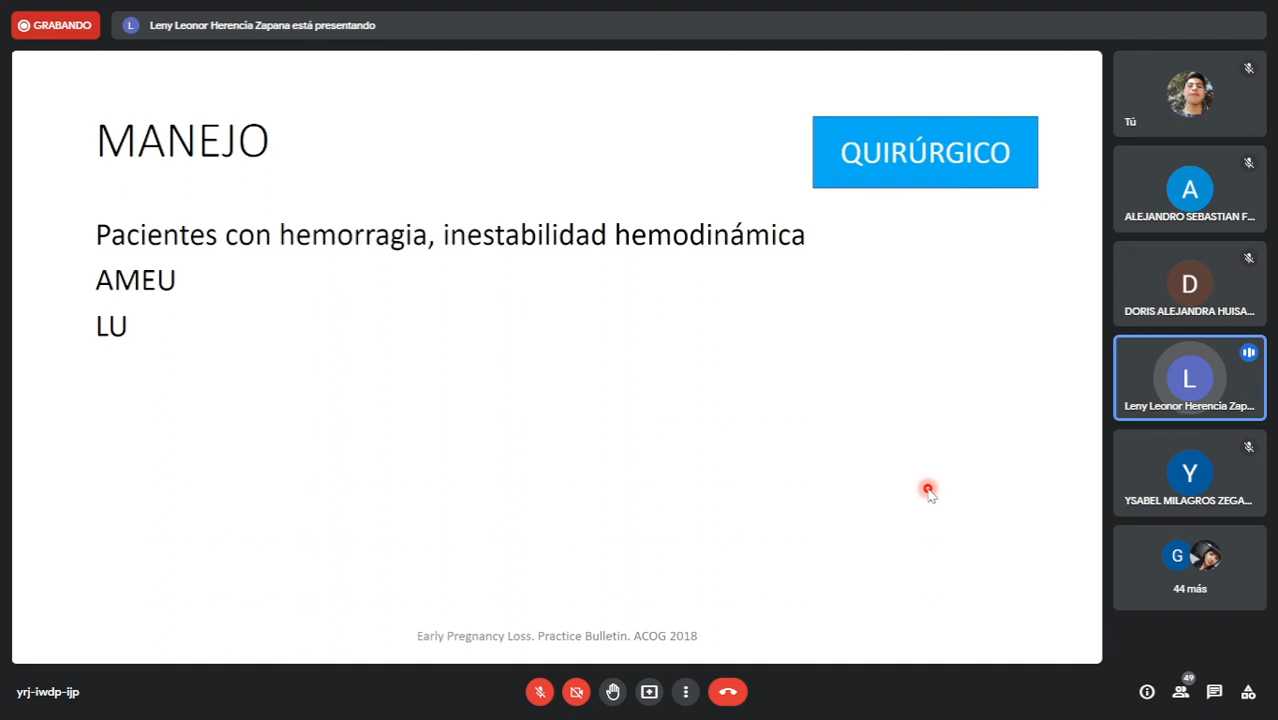 GRABANDO
L
Leny Leonor Herencia Zapana está presentando
MANEJO
QUIRÚRGICO
Pacientes con hemorragia, inestabilidad hemodinámica
AMEU
LU
Early Pregnancy Loss. Practice Bulletin. ACOG 2018
Tú
A
ALEJANDRO SEBASTIAN F...
D
DORIS ALEJANDRA HUISA...
L
Leny Leonor Herencia Zap...
Y
YSABEL MILAGROS ZEGA...
G
44 más
yrj-iwdp-ijp
49